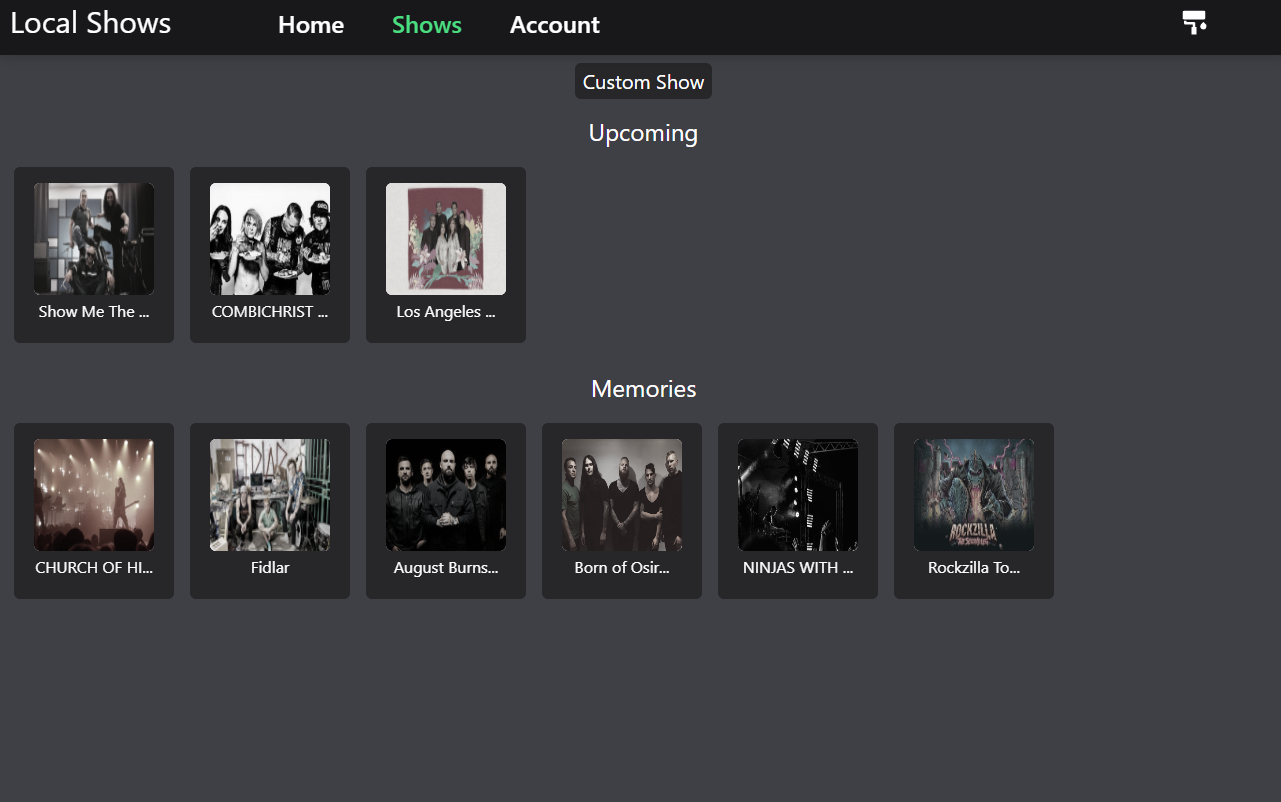 Local Shows
Home
Shows
Account
Custom Show
Upcoming
Show Me The ...
COMBICHRIST ...
Los Angeles ...
Memories
FIDLAR
ROCKZILLA
CHURCH OF HI...
Fidlar
August Burns...
Born of Osir...
NINJAS WITH ...
Rockzilla To...